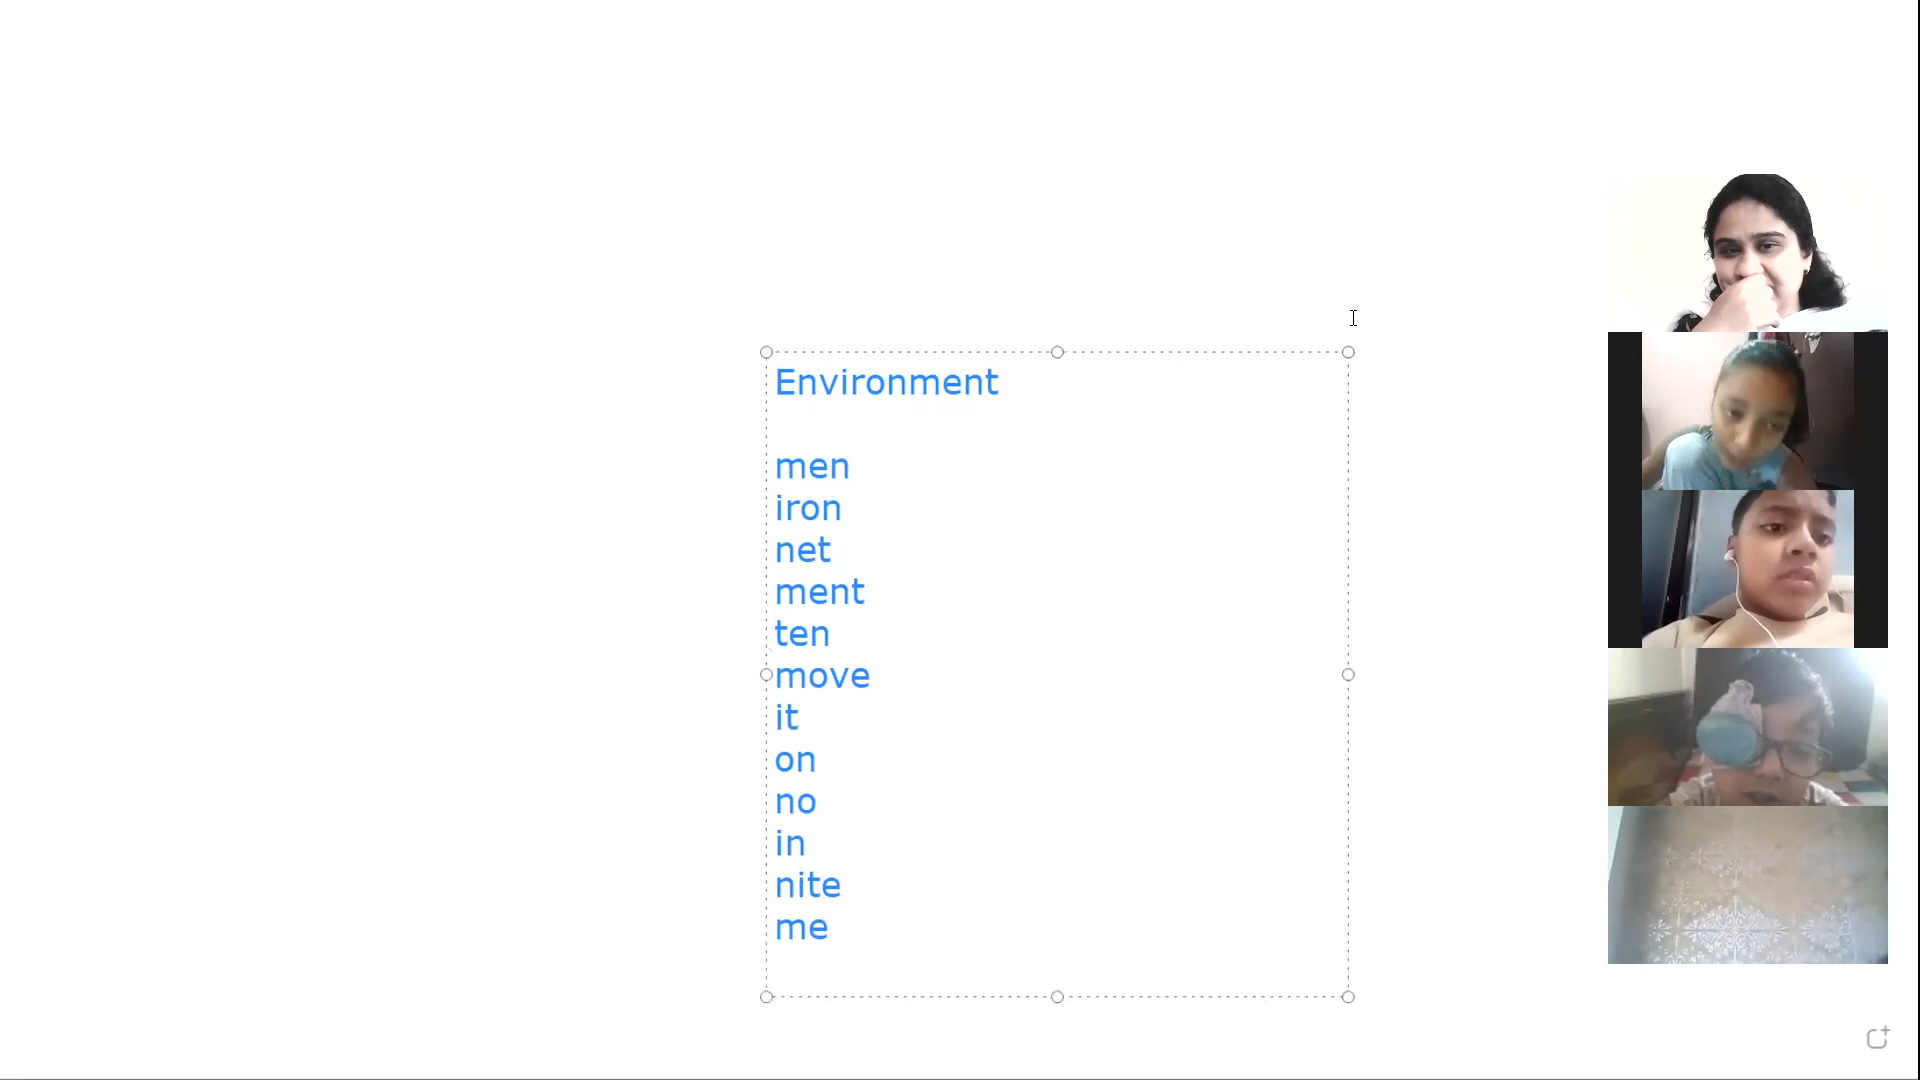 Environment
men
iron
net
ment
ten
move
it
on
no
in
nite
me